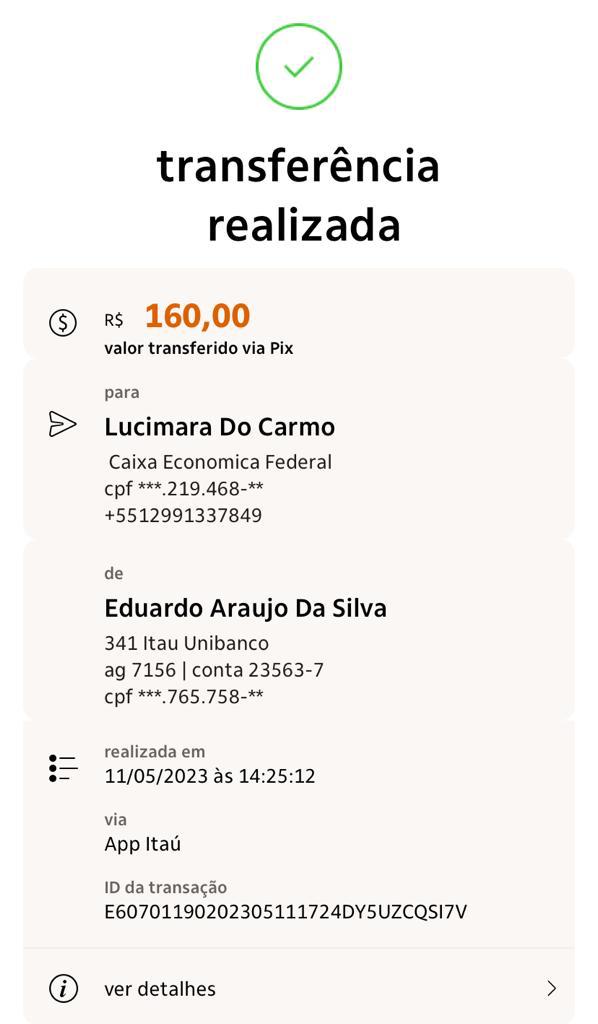 transferência
realizada
R$ 160,00
valor transferido via Pix
para
Lucimara Do Carmo
Caixa Economica Federal
cpf ***.219.468-**
+5512991337849
de
Eduardo Araujo Da Silva
341 Itau Unibanco
ag 7156 | conta 23563-7
cpf ***.765.758-**
realizada em
11/05/2023 às 14:25:12
via
App Itaú
ID da transação
E60701190202305111724DY5UZCQSI7V
ver detalhes